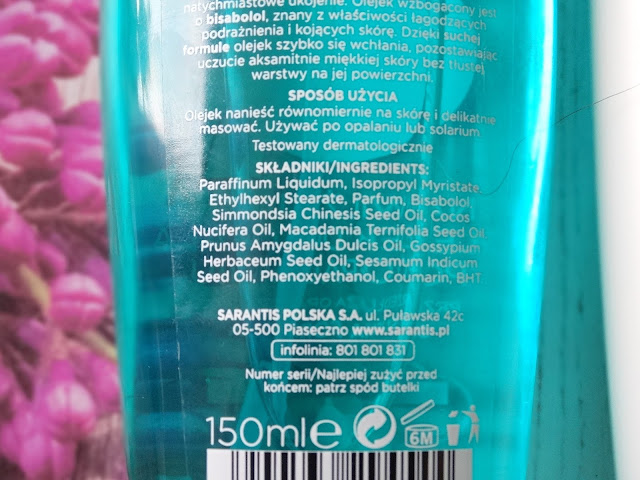 natychmiastowe ukojenie. Olejek wzbogacony jest
o bisabolol, znany z właściwości łagodzących
podrażnienia i kojących skórę. Dzięki suchej
formule olejek szybko się wchłania, pozostawiając
uczucie aksamitnie miękkiej skóry bez tłustej
warstwy na jej powierzchni.
SPOSÓB UŻYCIA
Olejek nanieść równomiernie na skórę i delikatnie
masować. Używać po opalaniu lub solarium.
Testowany dermatologicznie
SKŁADNIKI/INGREDIENTS:
Paraffinum Liquidum, Isopropyl Myristate,
Ethylhexyl Stearate, Parfum, Bisabolol,
Simmondsia Chinesis Seed Oil, Cocos
Nucifera Oil, Macadamia Ternifolia Seed Oil,
Prunus Amygdalus Dulcis Oil, Gossypium
Herbaceum Seed Oil, Sesamum Indicum
Seed Oil, Phenoxyethanol, Coumarin, BHT.
SARANTIS POLSKA S.A. ul. Puławska 42c
05-500 Piaseczno www.sarantis.pl
infolinia: 801 801 831
Numer serii/Najlepiej zużyć przed
końcem: patrz spód butelki
150ml e 6M